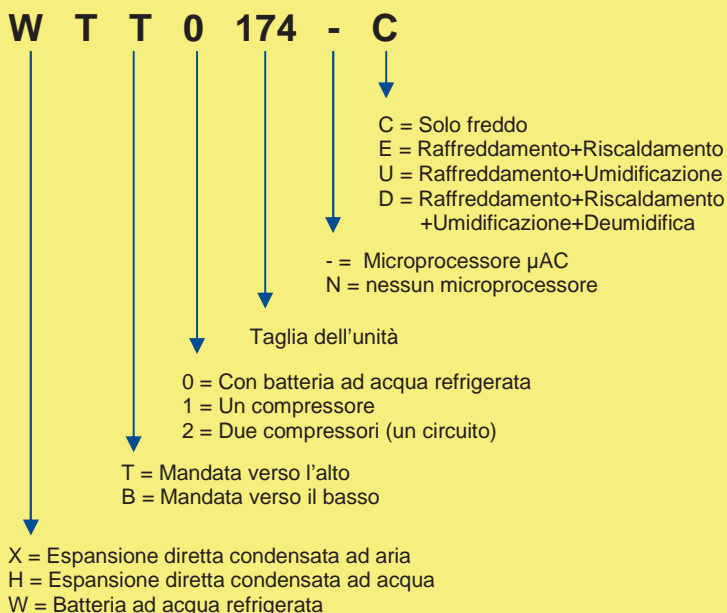 W T T 0 174 - C
C = Solo freddo
E = Raffreddamento+Riscaldamento
U = Raffreddamento+Umidificazione
D = Raffreddamento+Riscaldamento
+Umidificazione+Deumidifica
- = Microprocessore µAC
N = nessun microprocessore
Taglia dell'unità
0 = Con batteria ad acqua refrigerata
1 = Un compressore
2 = Due compressori (un circuito)
T = Mandata verso l'alto
B = Mandata verso il basso
X = Espansione diretta condensata ad aria
H = Espansione diretta condensata ad acqua
W = Batteria ad acqua refrigerata